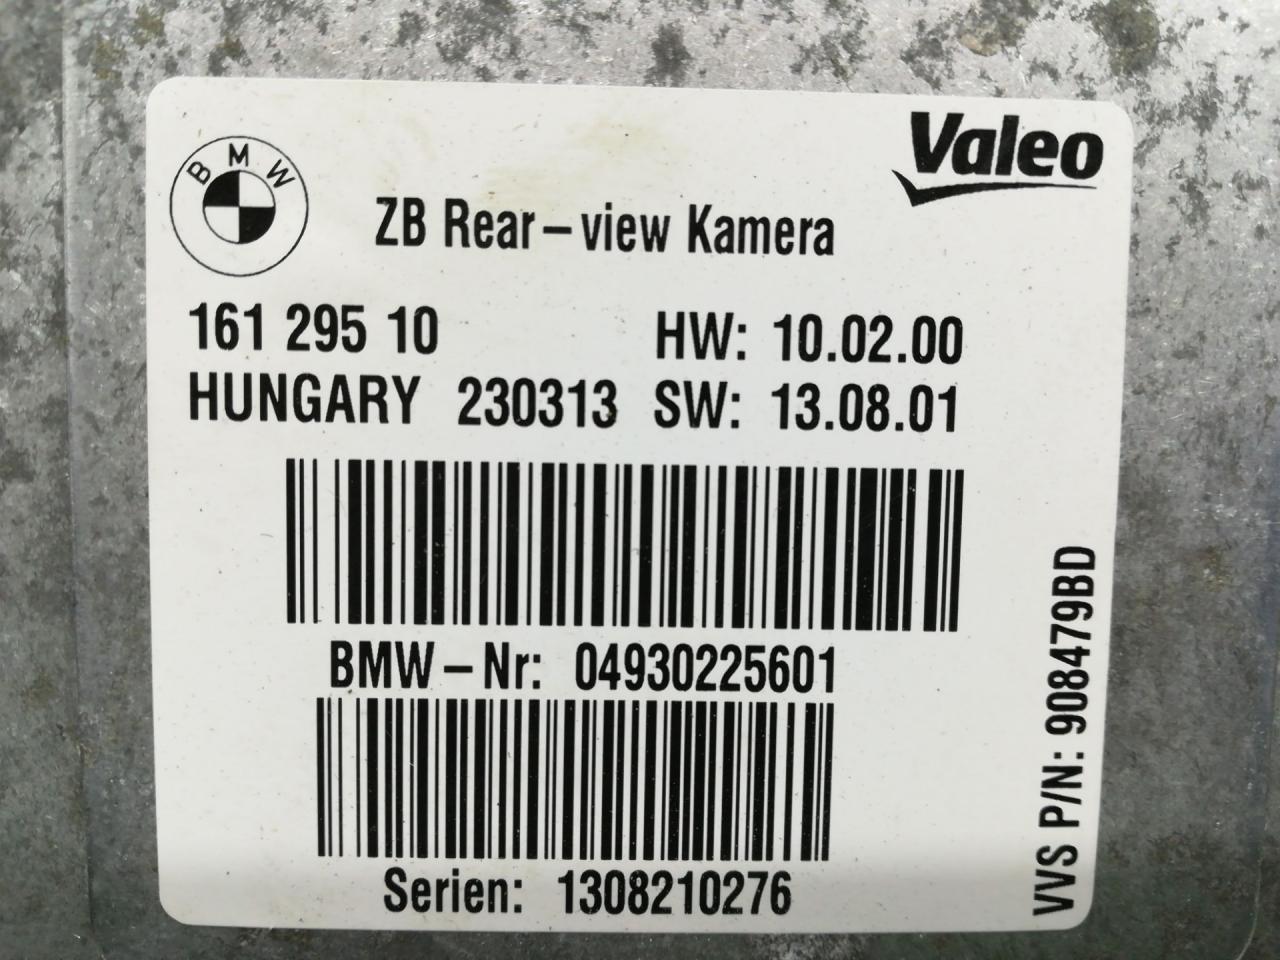 BMW
Valeo
ZB Rear-view Kamera
161 295 10
HW: 10.02.00
HUNGARY 230313 SW: 13.08.01
BMW-Nr: 04930225601
Serien: 1308210276
VVS P/N: 908479BD